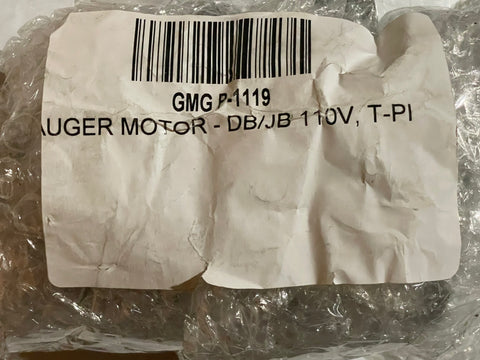 GMG P-1119
AUGER MOTOR - DB/JB 110V, T-PI